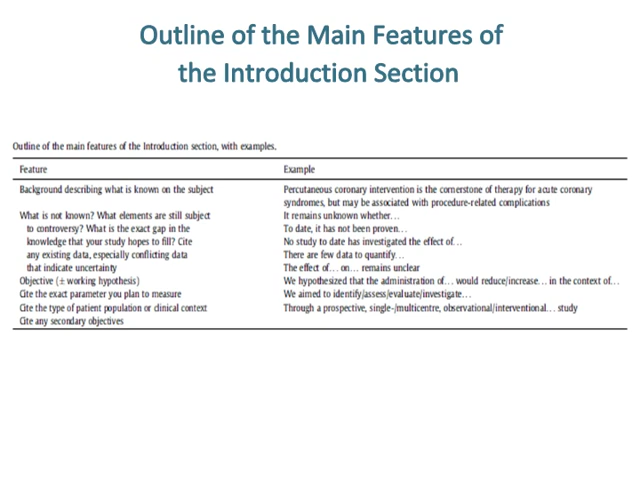 Outline of the Main Features of
the Introduction Section
Outline of the main features of the Introduction section, with examples.
Feature Example
Background describing what is known on the subject Percutaneous coronary intervention is the cornerstone of therapy for acute coronary
syndromes, but may be associated with procedure-related complications
What is not known? What elements are still subject It remains unknown whether…
to controversy? What is the exact gap in the To date, it has not been proven…
knowledge that your study hopes to fill? Cite No study to date has investigated the effect of…
any existing data, especially conflicting data There are few data to quantify…
that indicate uncertainty The effect of… on… remains unclear
Objective (± working hypothesis) We hypothesized that the administration of… would reduce/increase… in the context of…
Cite the exact parameter you plan to measure We aimed to identify/assess/evaluate/investigate…
Cite the type of patient population or clinical context Through a prospective, single-/multicentre, observational/interventional… study
Cite any secondary objectives